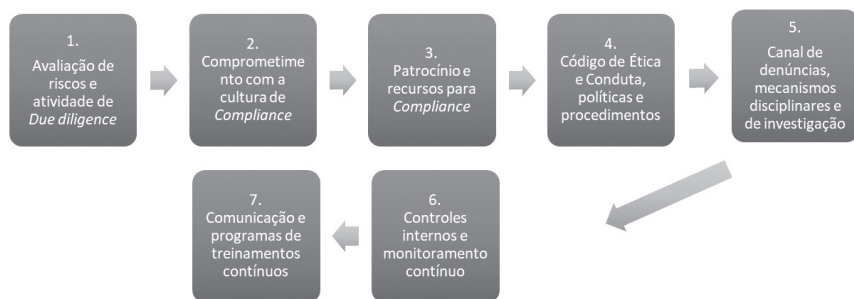 1.
Avaliação de
riscos e
atividade de
Due diligence
2.
Comprometime
nto com a
cultura de
Compliance
3.
Patrocínio e
recursos para
Compliance
4.
Código de Ética
e Conduta,
políticas e
procedimentos
5.
Canal de
denúncias,
mecanismos
disciplinares e
de investigação
6.
Controles
internos e
monitoramento
contínuo
7.
Comunicação e
programas de
treinamentos
contínuos